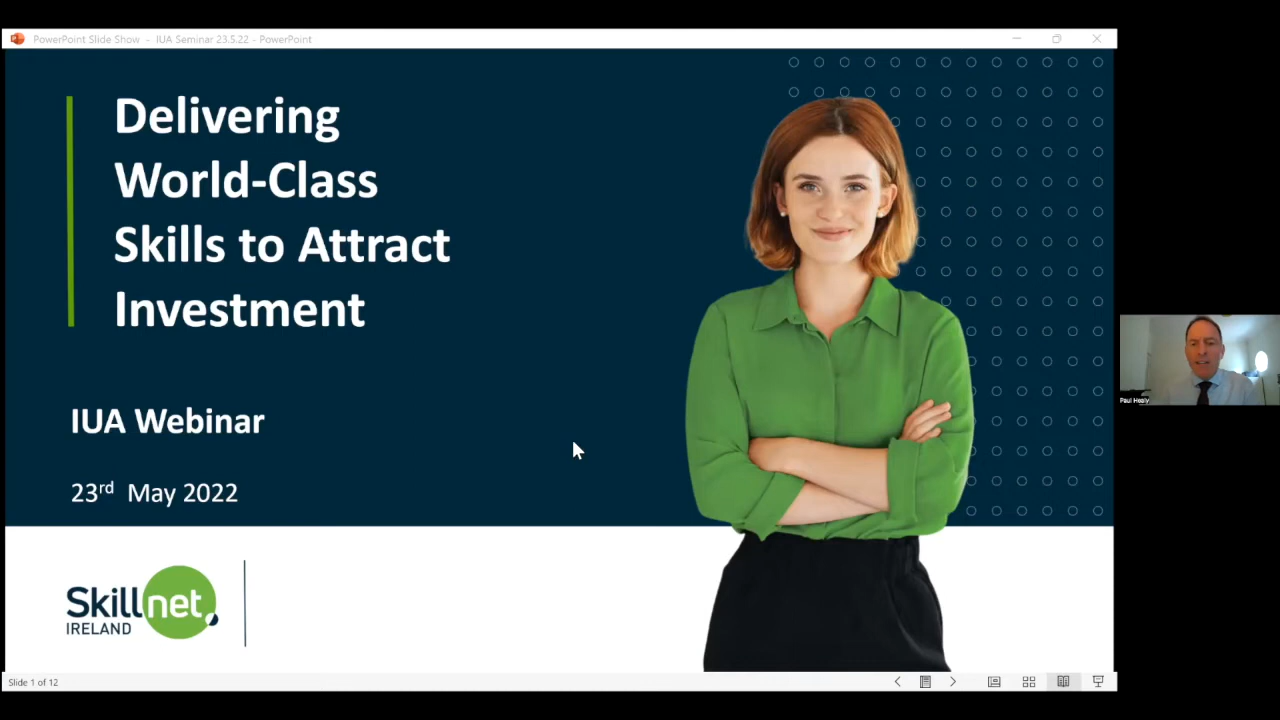 PowerPoint Slide Show - IUA Seminar 23.5.22 - PowerPoint
Delivering
World-Class
Skills to Attract
Investment
IUA Webinar
23rd May 2022
Skillnet
IRELAND
Paul Healy
Slide 1 of 12